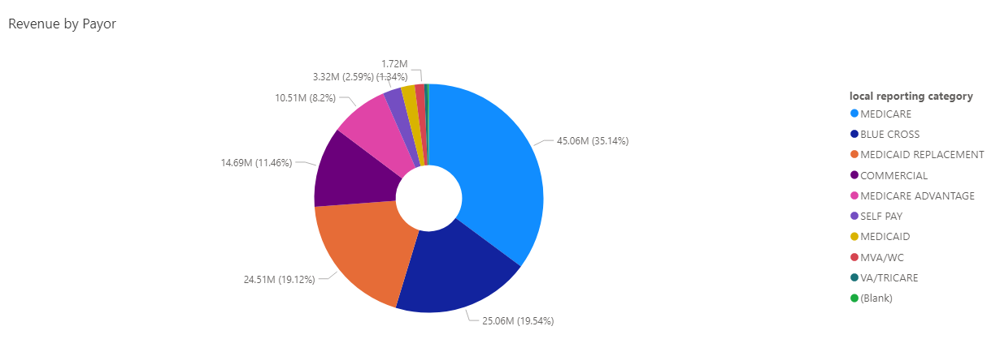 Revenue by Payor
1.72M
3.32M (2.59%) (1.34%)
10.51M (8.2%)
45.06M (35.14%)
14.69M (11.46%)
24.51M (19.12%)
25.06M (19.54%)
local reporting category
MEDICARE
BLUE CROSS
MEDICAID REPLACEMENT
COMMERCIAL
MEDICARE ADVANTAGE
SELF PAY
MEDICAID
MVA/WC
VA/TRICARE
(Blank)